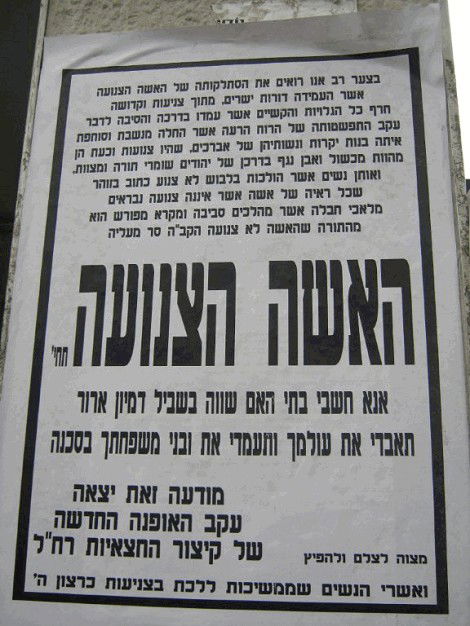 בצער רב אנו רואים את הסתלקותה של האשה הצנועה
אשר העמידה דורות ישרים. מתוך צניעות וקדושה
חרף כל הגלויות והקשיים אשר עמדו בדרכה והסיבה לדבר
עקב התפשטותה של הרוח הרעה אשר החלה מנשבת וסוחפת
איתה בנות יקרות ונשותיהן של אברכים, שהיו צנועות וכעת הן
מהוות מכשול ואבן נגף בדרכן של יהודים שומרי תורה ומצוות.
ואותן נשים אשר הולכות בלבוש לא צנוע כתוב בזוהר
שכל ראיה של אשה אשר איננה צנועה נבראים
מלאכי חבלה אשר מהלכים סביבה ומקרא מפורש הוא
מהתורה שהאשה לא צנועה הקב"ה סר מעליה
האשה הצנועה תחי'
אנא חשבי בתי האם שווה בשביל דמיון ארור
תאבדי את עולמך ותעמדי את ובני משפחתך בסכנה
מודעה זאת יצאה
עקב האופנה החדשה
של קיצור החצאיות רח"ל
מצוה לצלם ולהפיץ
ואשרי הנשים שממשיכות ללכת בצניעות כרצון ה'